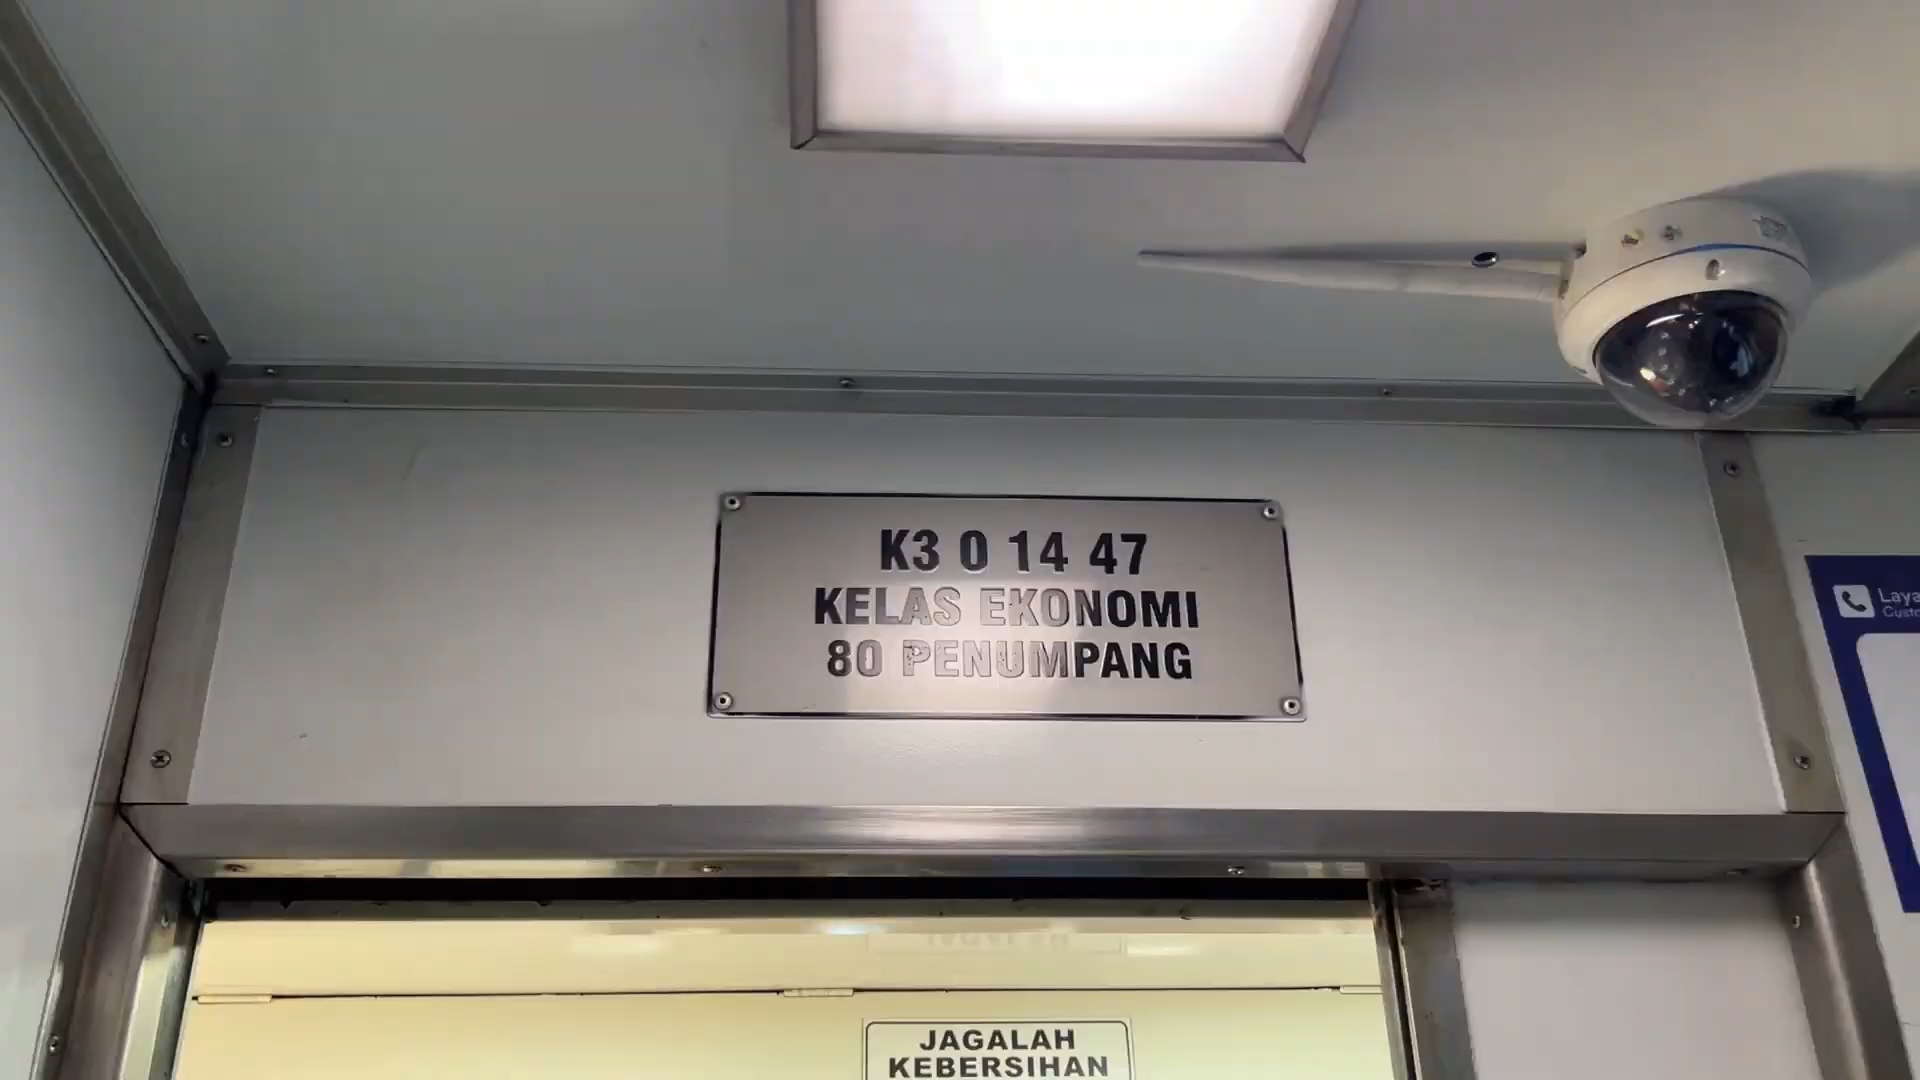 K3 0 14 47
KELAS EKONOMI
80 PENUMPANG
JAGALAH
KEBERSIHAN